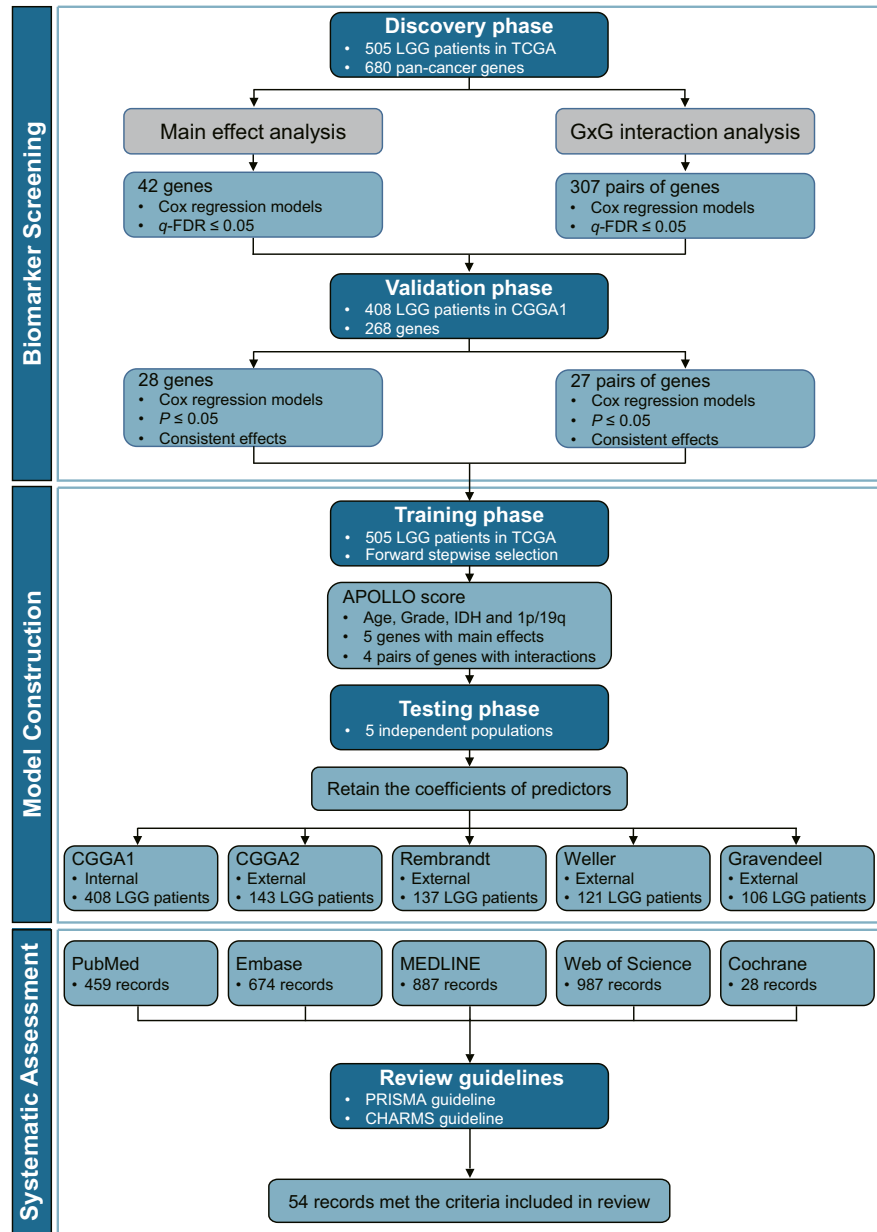 Biomarker Screening
Discovery phase
• 505 LGG patients in TCGA
• 680 pan-cancer genes
Main effect analysis
GxG interaction analysis
42 genes
• Cox regression models
• q-FDR ≤ 0.05
307 pairs of genes
• Cox regression models
• q-FDR ≤ 0.05
Validation phase
• 408 LGG patients in CGGA1
• 268 genes
28 genes
• Cox regression models
• P ≤ 0.05
• Consistent effects
27 pairs of genes
• Cox regression models
• P ≤ 0.05
• Consistent effects
Model Construction
Training phase
• 505 LGG patients in TCGA
• Forward stepwise selection
APOLLO score
• Age, Grade, IDH and 1p/19q
• 5 genes with main effects
• 4 pairs of genes with interactions
Testing phase
• 5 independent populations
Retain the coefficients of predictors
CGGA1
• Internal
• 408 LGG patients
CGGA2
• External
• 143 LGG patients
Rembrandt
• External
• 137 LGG patients
Weller
• External
• 121 LGG patients
Gravendeel
• External
• 106 LGG patients
Systematic Assessment
PubMed
• 459 records
Embase
• 674 records
MEDLINE
• 887 records
Web of Science
• 987 records
Cochrane
• 28 records
Review guidelines
• PRISMA guideline
• CHARMS guideline
54 records met the criteria included in review